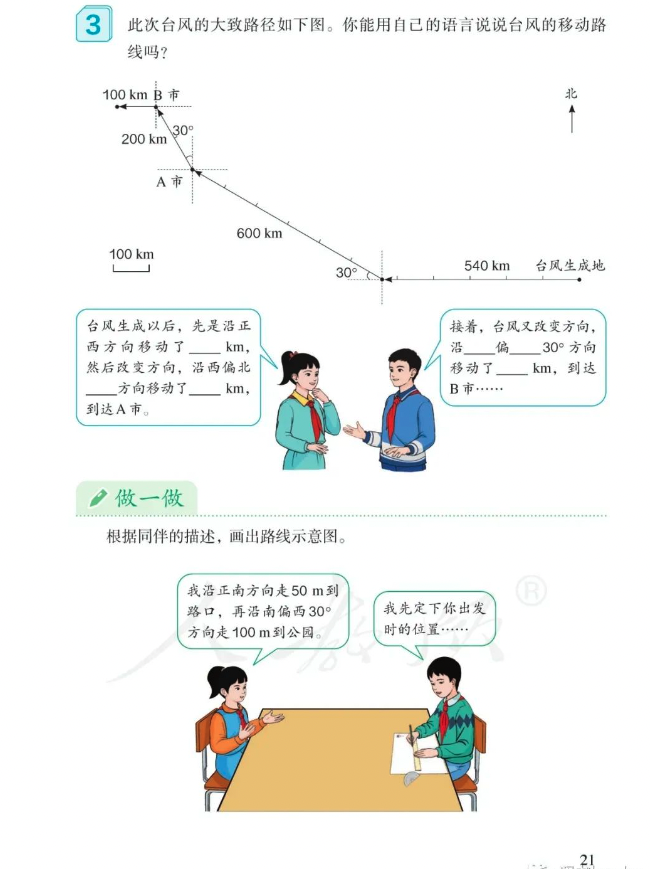 3
此次台风的大致路径如下图。你能用自己的语言说说台风的移动路
线吗?
100 km B 市
北
200 km
30°
A 市
600 km
100 km
30°
540 km
台风生成地
台风生成以后，先是沿正
西方向移动了____ km，
然后改变方向，沿西偏北
____方向移动了____ km，
到达A市。
接着，台风又改变方向，
沿____偏____30° 方向
移动了____ km，到达
B市……
做一做
根据同伴的描述，画出路线示意图。
我沿正南方向走50 m到
路口，再沿南偏西30°
方向走100 m到公园。
我先定下你出发
时的位置……
®
21